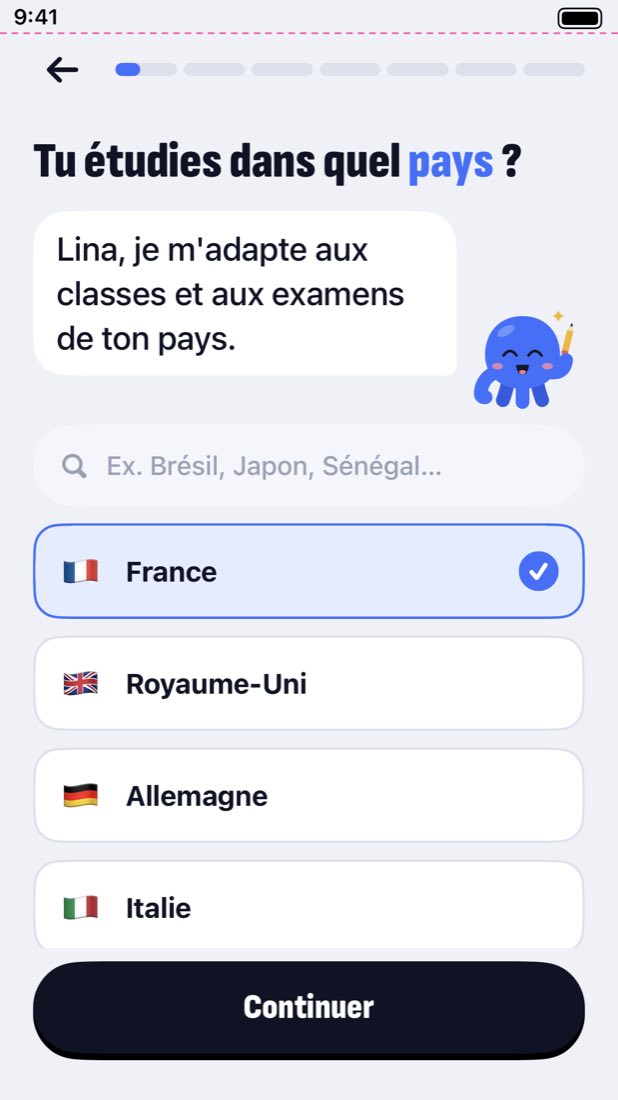 9:41
Tu étudies dans quel pays ?
Lina, je m'adapte aux
classes et aux examens
de ton pays.
Ex. Brésil, Japon, Sénégal...
France
Royaume-Uni
Allemagne
Italie
Continuer